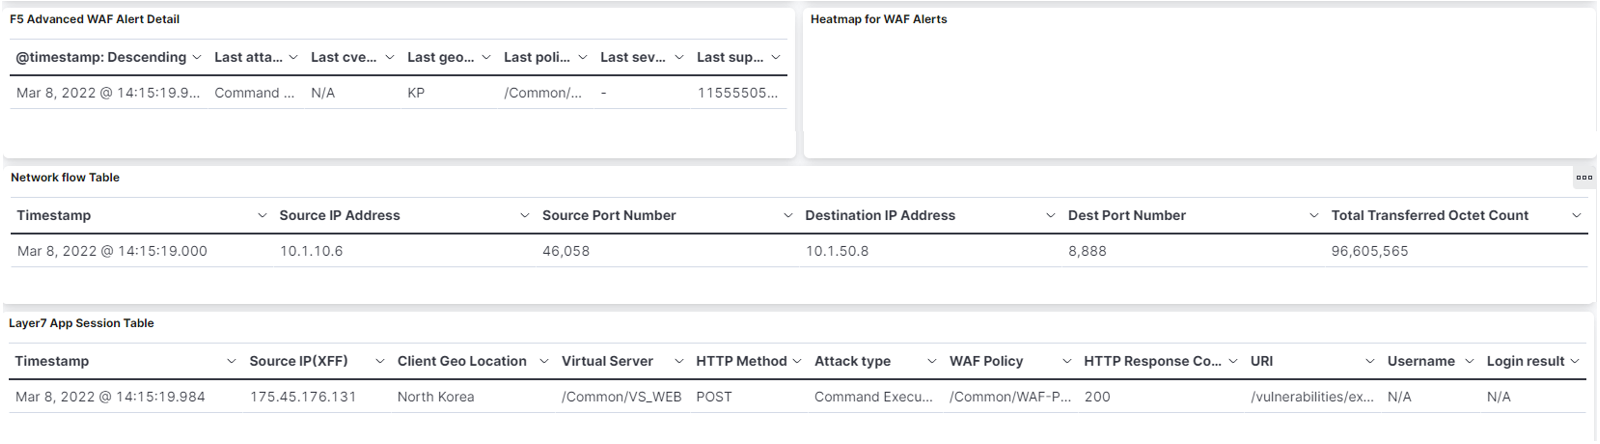 F5 Advanced WAF Alert Detail
Heatmap for WAF Alerts
@timestamp: Descending Last atta... Last cve... Last geo... Last poli... Last sev... Last sup...
Mar 8, 2022 @ 14:15:19.9... Command ... N/A KP /Common/... - 11555505...
Network flow Table
Timestamp Source IP Address Source Port Number Destination IP Address Dest Port Number Total Transferred Octet Count
Mar 8, 2022 @ 14:15:19.000 10.1.10.6 46,058 10.1.50.8 8,888 96,605,565
Layer7 App Session Table
Timestamp Source IP(XFF) Client Geo Location Virtual Server HTTP Method Attack type WAF Policy HTTP Response Co... URI Username Login result
Mar 8, 2022 @ 14:15:19.984 175.45.176.131 North Korea /Common/VS_WEB POST Command Execu... /Common/WAF-P... 200 /vulnerabilities/ex... N/A N/A